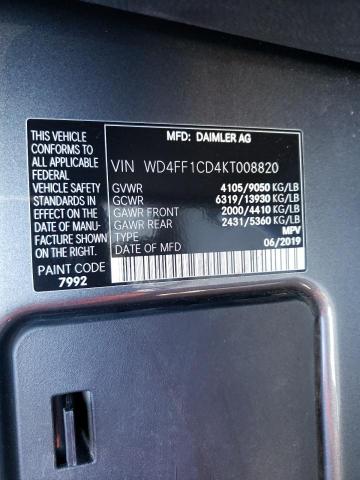 MFD: DAIMLER AG
THIS VEHICLE CONFORMS
TO ALL APPLICABLE
FEDERAL
VEHICLE SAFETY
STANDARDS IN
EFFECT ON THE
DATE OF MANU-
FACTURE SHOWN
ON THE RIGHT.
PAINT CODE
7992
VIN WD4FF1CD4KT008820
GVWR 4105/9050 KG/LB
GCWR 6319/13930 KG/LB
GAWR FRONT 2000/4410 KG/LB
GAWR REAR 2431/5360 KG/LB
TYPE MPV
DATE OF MFD 06/2019